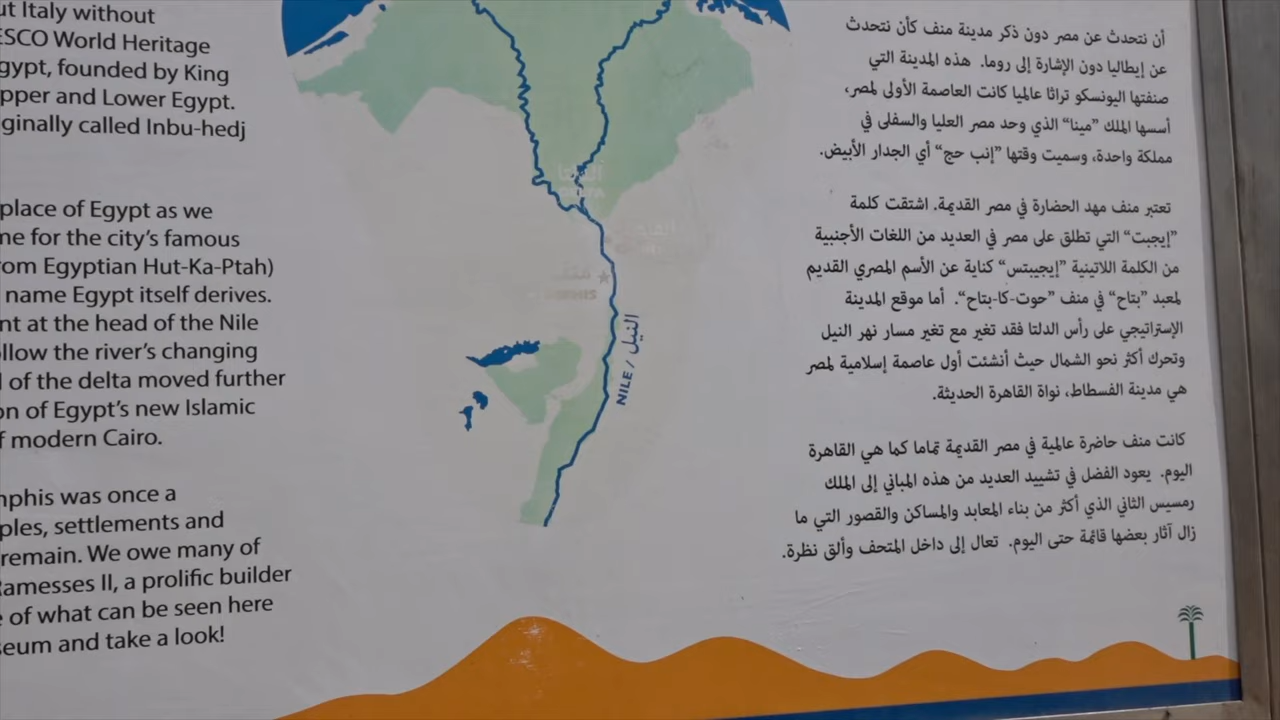 ut Italy without
ESCO World Heritage
gypt, founded by King
pper and Lower Egypt.
ginally called Inbu-hedj
place of Egypt as we
me for the city's famous
rom Egyptian Hut-Ka-Ptah)
name Egypt itself derives.
nt at the head of the Nile
ollow the river's changing
d of the delta moved further
on of Egypt's new Islamic
f modern Cairo.
mphis was once a
ples, settlements and
remain. We owe many of
Ramesses II, a prolific builder
e of what can be seen here
seum and take a look!
NILE / النيل
أن نتحدث عن مصر دون ذكر مدينة منف كأن نتحدث
عن إيطاليا دون الإشارة إلى روما. هذه المدينة التي
صنفتها اليونسكو تراثا عالميا كانت العاصمة الأولى لمصر،
أسسها الملك "مينا" الذي وحد مصر العليا والسفلى في
مملكة واحدة، وسميت وقتها "إنب حج" أي الجدار الأبيض.
تعتبر منف مهد الحضارة في مصر القديمة. اشتقت كلمة
"إيجبت" التي تطلق على مصر في العديد من اللغات الأجنبية
من الكلمة اللاتينية "إيجيبتس" كناية عن الأسم المصري القديم
لمعبد "بتاح" في منف "حوت-كا-بتاح". أما موقع المدينة
الإستراتيجي على رأس الدلتا فقد تغير مع تغير مسار نهر النيل
وتحرك أكثر نحو الشمال حيث أنشئت أول عاصمة إسلامية لمصر
هي مدينة الفسطاط، نواة القاهرة الحديثة.
كانت منف حاضرة عالمية في مصر القديمة تماما كما هي القاهرة
اليوم. يعود الفضل في تشييد العديد من هذه المباني إلى الملك
رمسيس الثاني الذي أكثر من بناء المعابد والمساكن والقصور التي ما
زال آثار بعضها قائمة حتى اليوم. تعال إلى داخل المتحف وألق نظرة.